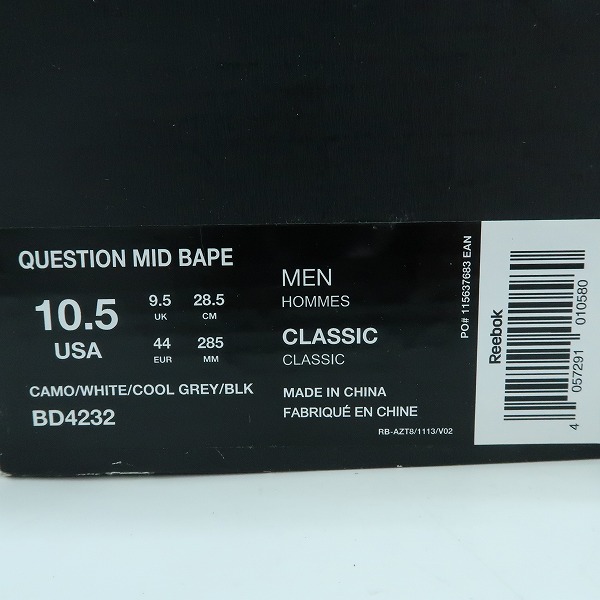 QUESTION MID BAPE
10.5
USA
9.5
UK
28.5
CM
44
EUR
285
MM
CAMO/WHITE/COOL GREY/BLK
BD4232
MEN
HOMMES
CLASSIC
CLASSIC
MADE IN CHINA
FABRIQUÉ EN CHINE
RB-AZT8/1113/V02
PO# 115637683 EAN
Reebok
4 057291 010580